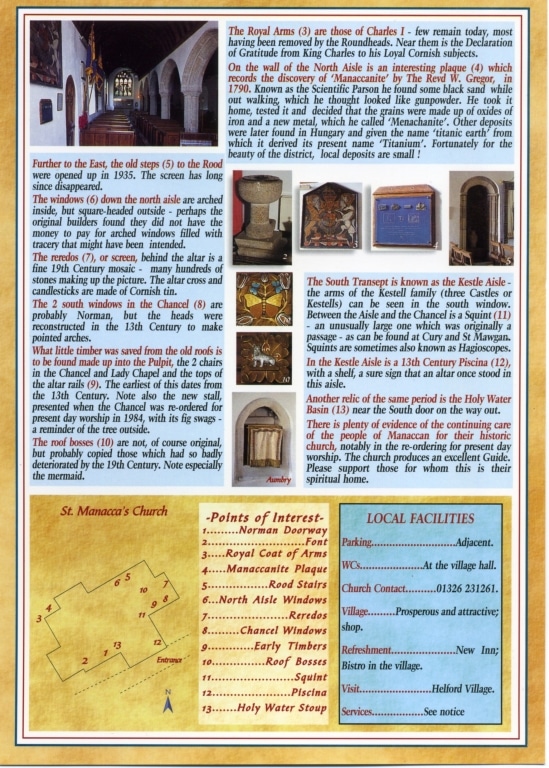 The Royal Arms (3) are those of Charles I - few remain today, most
having been removed by the Roundheads. Near them is the Declaration
of Gratitude from King Charles to his Loyal Cornish subjects.
On the wall of the North Aisle is an interesting plaque (4) which
records the discovery of 'Manaccanite' by The Revd W. Gregor, in
1790. Known as the Scientific Parson he found some black sand while
out walking, which he thought looked like gunpowder. He took it
home, tested it and decided that the grains were made up of oxides of
iron and a new metal, which he called 'Menachanite'. Other deposits
were later found in Hungary and given the name 'titanic earth' from
which it derived its present name 'Titanium'. Fortunately for the
beauty of the district, local deposits are small !
Further to the East, the old steps (5) to the Rood
were opened up in 1935. The screen has long
since disappeared.
The windows (6) down the north aisle are arched
inside, but square-headed outside - perhaps the
original builders found they did not have the
money to pay for arched windows filled with
tracery that might have been intended.
The reredos (7), or screen, behind the altar is a
fine 19th Century mosaic - many hundreds of
stones making up the picture. The altar cross and
candlesticks are made of Cornish tin.
The 2 south windows in the Chancel (8) are
probably Norman, but the heads were
reconstructed in the 13th Century to make
pointed arches.
What little timber was saved from the old roofs is
to be found made up into the Pulpit, the 2 chairs
in the Chancel and Lady Chapel and the tops of
the altar rails (9). The earliest of this dates from
the 13th Century. Note also the new stall,
presented when the Chancel was re-ordered for
present day worship in 1984, with its fig swags -
a reminder of the tree outside.
The roof bosses (10) are not, of course original,
but probably copied those which had so badly
deteriorated by the 19th Century. Note especially
the mermaid.
2
3
4
5
10
Aumbry
The South Transept is known as the Kestle Aisle -
the arms of the Kestell family (three Castles or
Kestells) can be seen in the south window.
Between the Aisle and the Chancel is a Squint (11)
- an unusually large one which was originally a
passage - as can be found at Cury and St Mawgan.
Squints are sometimes also known as Hagioscopes.
In the Kestle Aisle is a 13th Century Piscina (12),
with a shelf, a sure sign that an altar once stood in
this aisle.
Another relic of the same period is the Holy Water
Basin (13) near the South door on the way out.
There is plenty of evidence of the continuing care
of the people of Manaccan for their historic
church, notably in the re-ordering for present day
worship. The church produces an excellent Guide.
Please support those for whom this is their
spiritual home.
St. Manacca's Church
6 5
10 7
9 8
11
4
3
12
13
1
2
Entrance
N
-Points of Interest-
1..........Norman Doorway
2..........................Font
3.....Royal Coat of Arms
4......Manaccanite Plaque
5..............Rood Stairs
6...North Aisle Windows
7......................Reredos
8........Chancel Windows
9...........Early Timbers
10..............Roof Bosses
11.......................Squint
12......................Piscina
13.......Holy Water Stoup
LOCAL FACILITIES
Parking.........................Adjacent.
WCs.......................At the village hall.
Church Contact...........01326 231261.
Village........Prosperous and attractive;
shop.
Refreshment...................New Inn;
Bistro in the village.
Visit.....................Helford Village.
Services...............See notice